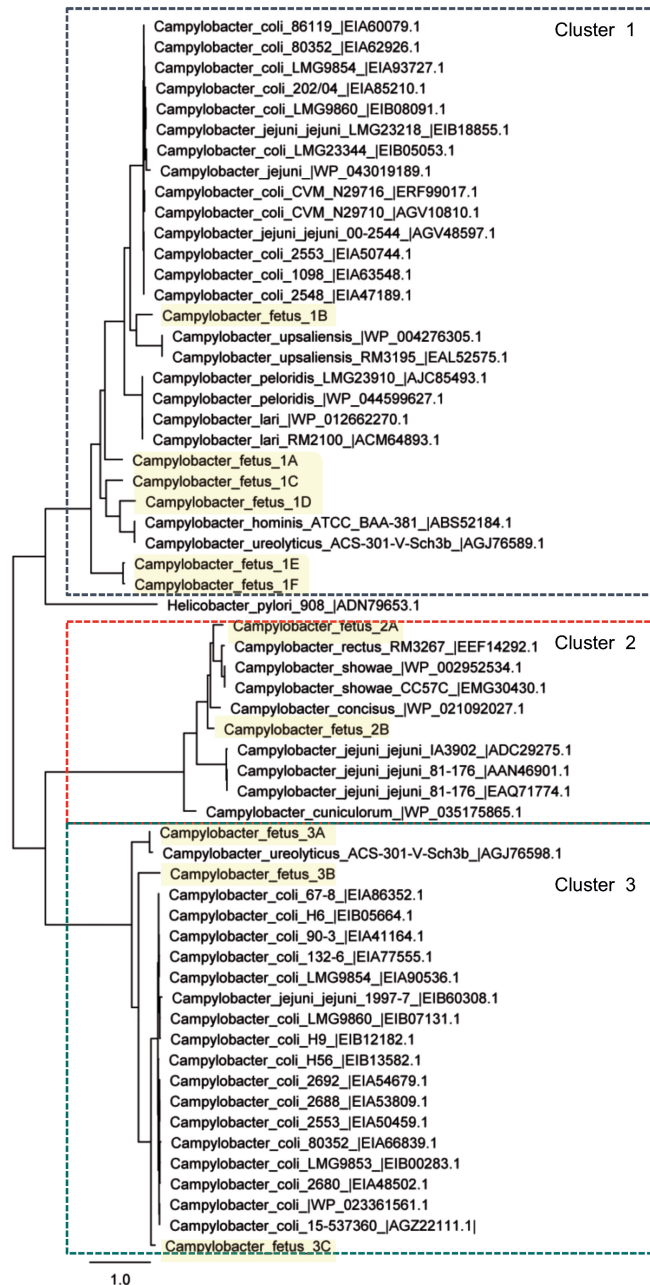 Campylobacter_coli_86119_|EIA60079.1
Cluster 1
Campylobacter_coli_80352_|EIA62926.1
Campylobacter_coli_LMG9854_|EIA93727.1
Campylobacter_coli_202/04_|EIA85210.1
Campylobacter_coli_LMG9860_|EIB08091.1
Campylobacter_jejuni_jejuni_LMG23218_|EIB18855.1
Campylobacter_coli_LMG23344_|EIB05053.1
Campylobacter_jejuni_|WP_043019189.1
Campylobacter_coli_CVM_N29716_|ERF99017.1
Campylobacter_coli_CVM_N29710_|AGV10810.1
Campylobacter_jejuni_jejuni_00-2544_|AGV48597.1
Campylobacter_coli_2553_|EIA50744.1
Campylobacter_coli_1098_|EIA63548.1
Campylobacter_coli_2548_|EIA47189.1
Campylobacter_fetus_1B
Campylobacter_upsaliensis_|WP_004276305.1
Campylobacter_upsaliensis_RM3195_|EAL52575.1
Campylobacter_peloridis_LMG23910_|AJC85493.1
Campylobacter_peloridis_|WP_044599627.1
Campylobacter_lari_|WP_012662270.1
Campylobacter_lari_RM2100_|ACM64893.1
Campylobacter_fetus_1A
Campylobacter_fetus_1C
Campylobacter_fetus_1D
Campylobacter_hominis_ATCC_BAA-381_|ABS52184.1
Campylobacter_ureolyticus_ACS-301-V-Sch3b_|AGJ76589.1
Campylobacter_fetus_1E
Campylobacter_fetus_1F
Helicobacter_pylori_908_|ADN79653.1
Campylobacter_fetus_2A
Cluster 2
Campylobacter_rectus_RM3267_|EEF14292.1
Campylobacter_showae_|WP_002952534.1
Campylobacter_showae_CC57C_|EMG30430.1
Campylobacter_concisus_|WP_021092027.1
Campylobacter_fetus_2B
Campylobacter_jejuni_jejuni_IA3902_|ADC29275.1
Campylobacter_jejuni_jejuni_81-176_|AAN46901.1
Campylobacter_jejuni_jejuni_81-176_|EAQ71774.1
Campylobacter_cuniculorum_|WP_035175865.1
Campylobacter_fetus_3A
Campylobacter_ureolyticus_ACS-301-V-Sch3b_|AGJ76598.1
Campylobacter_fetus_3B
Cluster 3
Campylobacter_coli_67-8_|EIA86352.1
Campylobacter_coli_H6_|EIB05664.1
Campylobacter_coli_90-3_|EIA41164.1
Campylobacter_coli_132-6_|EIA77555.1
Campylobacter_coli_LMG9854_|EIA90536.1
Campylobacter_jejuni_jejuni_1997-7_|EIB60308.1
Campylobacter_coli_LMG9860_|EIB07131.1
Campylobacter_coli_H9_|EIB12182.1
Campylobacter_coli_H56_|EIB13582.1
Campylobacter_coli_2692_|EIA54679.1
Campylobacter_coli_2688_|EIA53809.1
Campylobacter_coli_2553_|EIA50459.1
Campylobacter_coli_80352_|EIA66839.1
Campylobacter_coli_LMG9853_|EIB00283.1
Campylobacter_coli_2680_|EIA48502.1
Campylobacter_coli_|WP_023361561.1
Campylobacter_coli_15-537360_|AGZ22111.1|
Campylobacter_fetus_3C
1.0